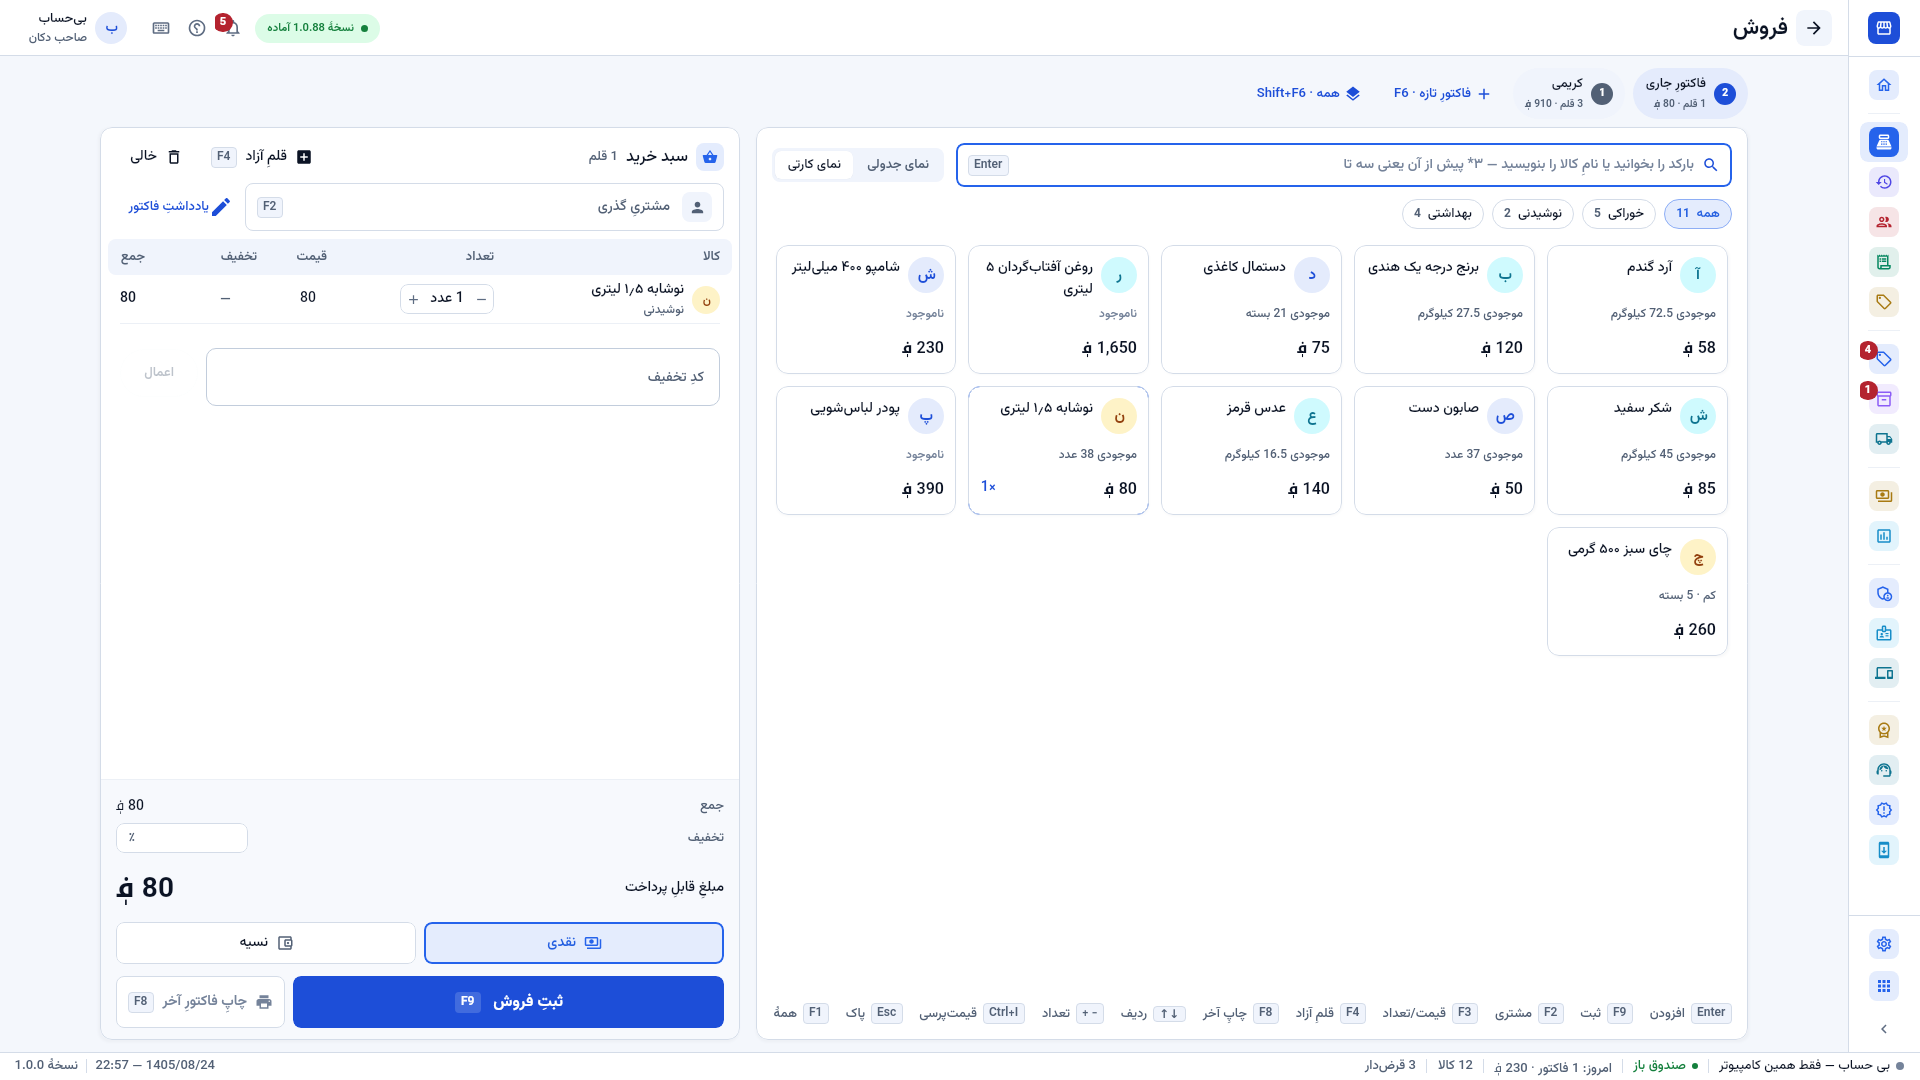 فروش
نسخهٔ 1.0.88 آماده
5
بی‌حساب
صاحب دکان
ب
2
فاکتورِ جاری
1 قلم · 80 ؋
1
کریمی
3 قلم · 910 ؋
فاکتورِ تازه · F6
همه · Shift+F6
بارکد را بخوانید یا نامِ کالا را بنویسید — ۳* پیش از آن یعنی سه تا
Enter
نمای جدولی
نمای کارتی
همه 11
خوراکی 5
نوشیدنی 2
بهداشتی 4
آ
آرد گندم
موجودی 72.5 کیلوگرم
58 ؋
ب
برنج درجه یک هندی
موجودی 27.5 کیلوگرم
120 ؋
د
دستمال کاغذی
موجودی 21 بسته
75 ؋
ر
روغن آفتاب‌گردان ۵
لیتری
ناموجود
1,650 ؋
ش
شامپو ۴۰۰ میلی‌لیتر
ناموجود
230 ؋
ش
شکر سفید
موجودی 45 کیلوگرم
85 ؋
ص
صابون دست
موجودی 37 عدد
50 ؋
ع
عدس قرمز
موجودی 16.5 کیلوگرم
140 ؋
ن
نوشابه ۱٫۵ لیتری
موجودی 38 عدد
80 ؋
×1
پ
پودر لباس‌شویی
ناموجود
390 ؋
چ
چای سبز ۵۰۰ گرمی
کم · 5 بسته
260 ؋
Enter افزودن F9 ثبت F2 مشتری F3 قیمت/تعداد F4 قلمِ آزاد F8 چاپِ آخر ↑↓ ردیف + - تعداد Ctrl+I قیمت‌پرسی Esc پاک F1 همهٔ
سبد خرید 1 قلم
قلمِ آزاد F4
خالی
مشتریِ گذری
F2
یادداشتِ فاکتور
کالا تعداد قیمت تخفیف جمع
ن
نوشابه ۱٫۵ لیتری
نوشیدنی
− 1 عدد +
80
—
80
کدِ تخفیف
اعمال
جمع 80 ؋
تخفیف ٪
مبلغِ قابلِ پرداخت 80 ؋
نقدی
نسیه
ثبتِ فروش F9
چاپِ فاکتورِ آخر F8
4
1
بی حساب — فقط همین کامپیوتر
صندوق باز
امروز: 1 فاکتور · 230 ؋
12 کالا
3 قرض‌دار
1405/08/24 — 22:57
نسخهٔ 1.0.0